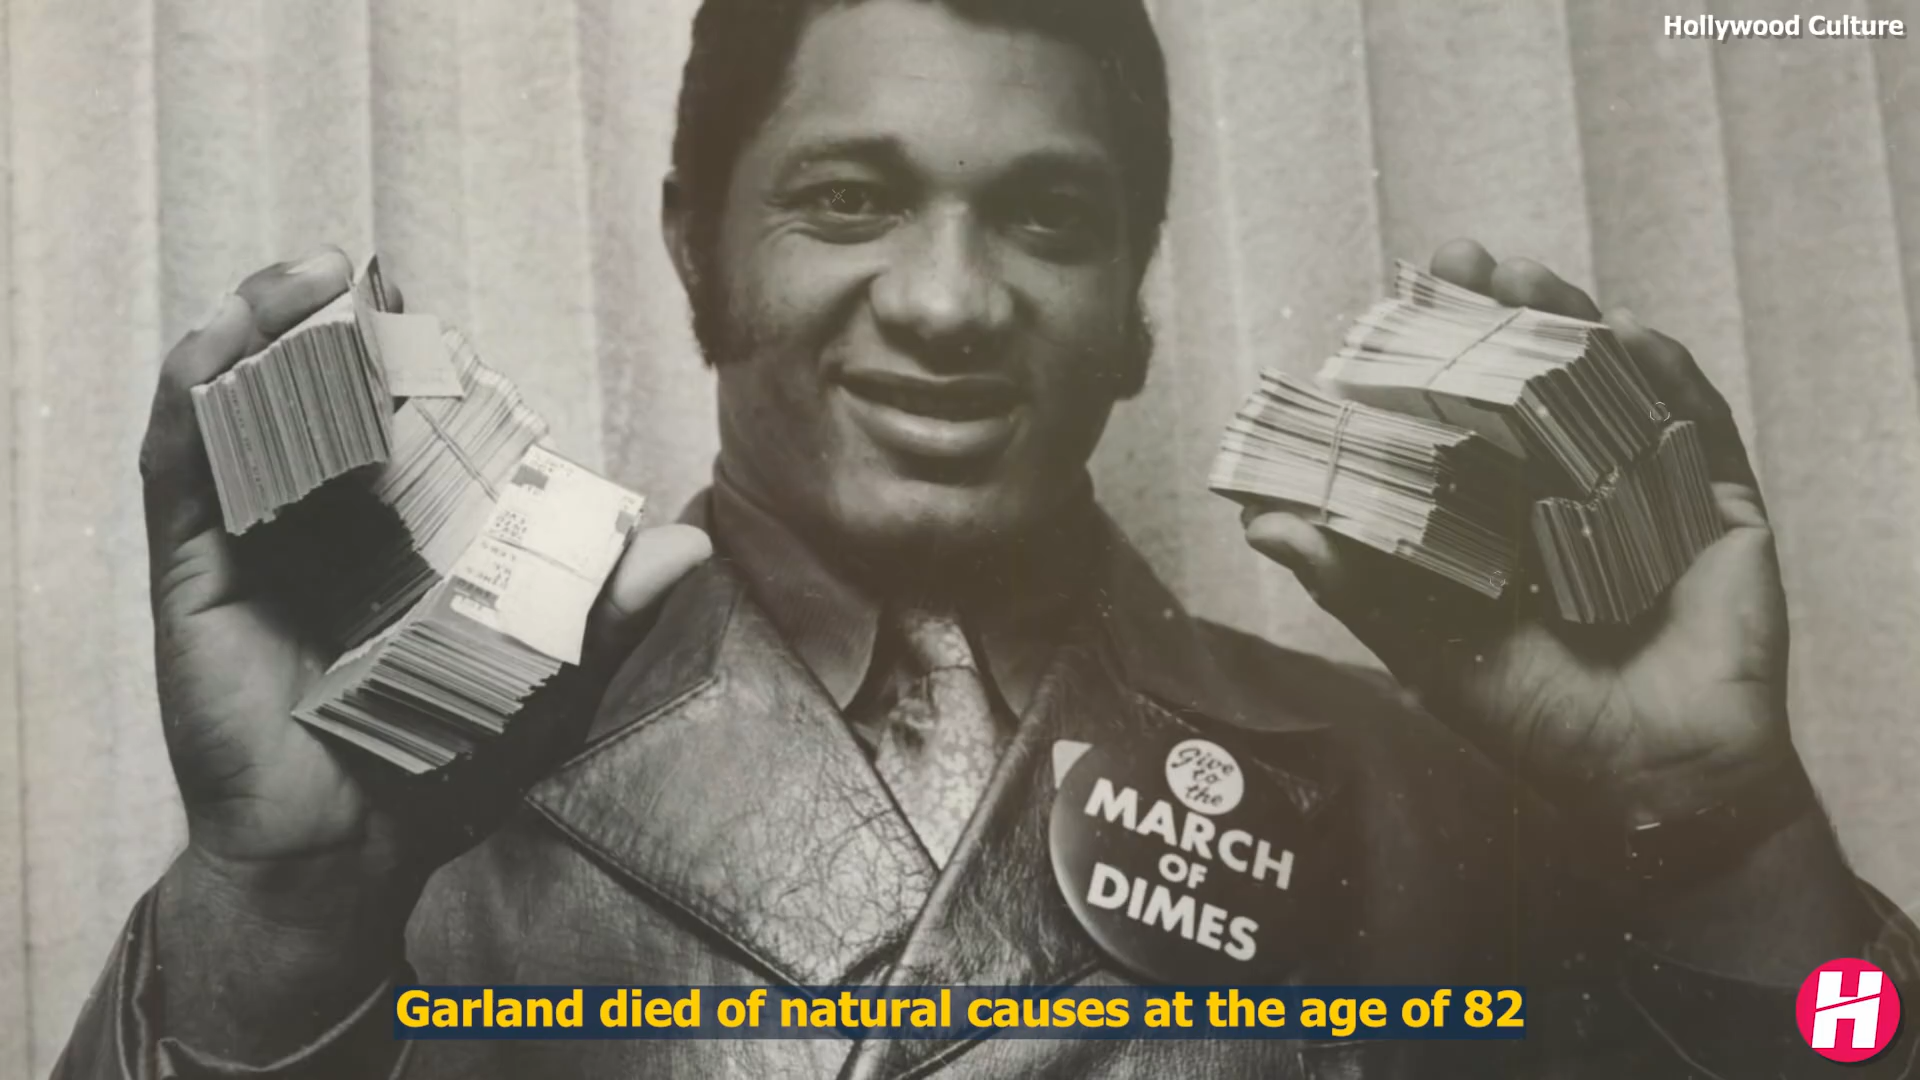 Hollywood Culture
Give
to
the
MARCH
OF
DIMES
Garland died of natural causes at the age of 82
H